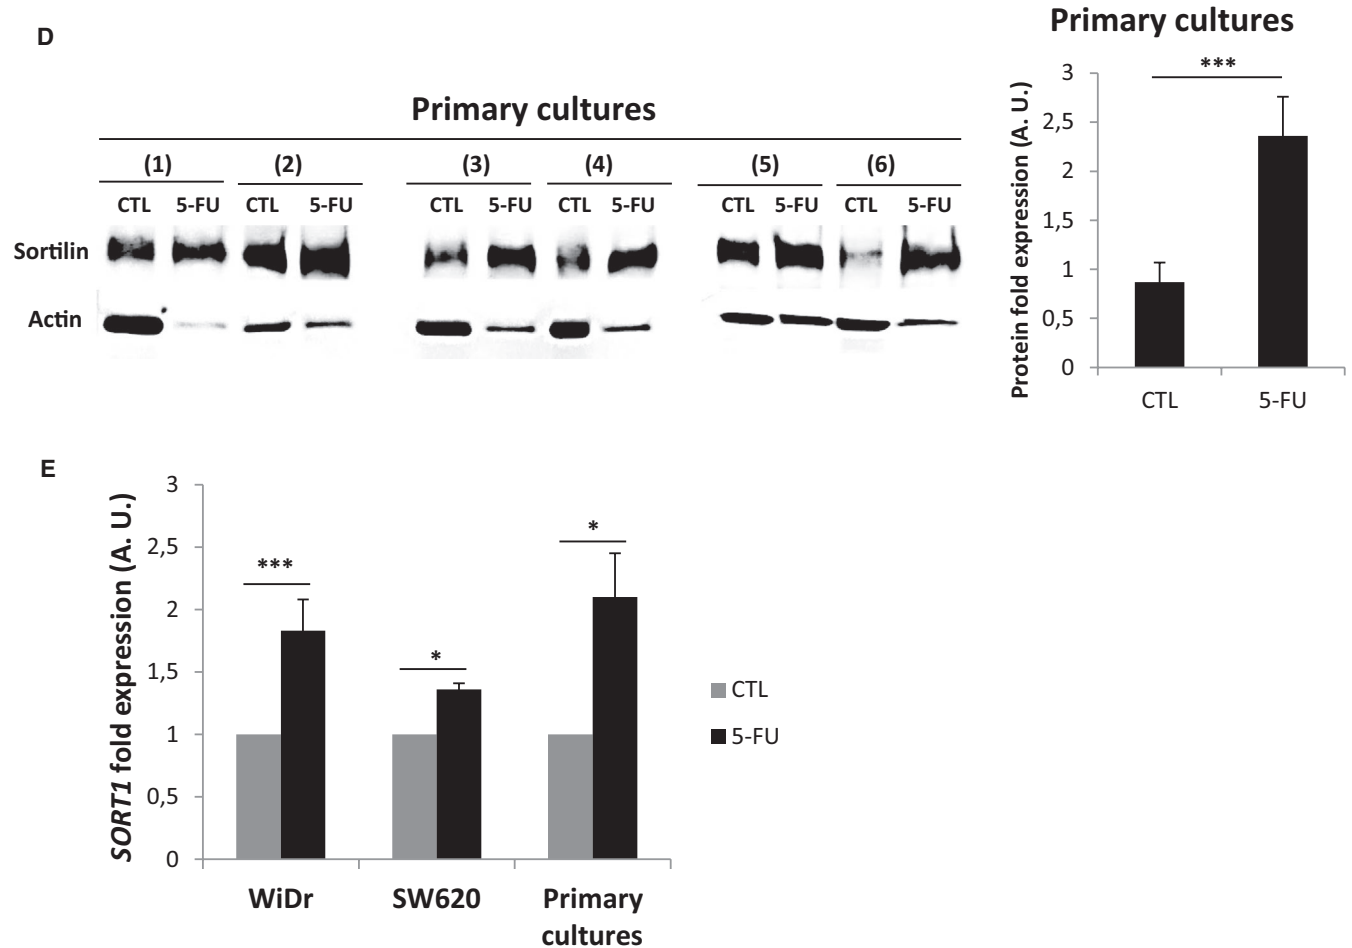 D
Primary cultures
(1) (2) (3) (4) (5) (6)
CTL 5-FU CTL 5-FU CTL 5-FU CTL 5-FU CTL 5-FU CTL 5-FU
Sortilin
Actin
Primary cultures
Protein fold expression (A. U.)
3
2,5
2
1,5
1
0,5
0
***
CTL 5-FU
E
SORT1 fold expression (A. U.)
3
2,5
2
1,5
1
0,5
0
***
*
*
WiDr SW620 Primary
cultures
CTL
5-FU